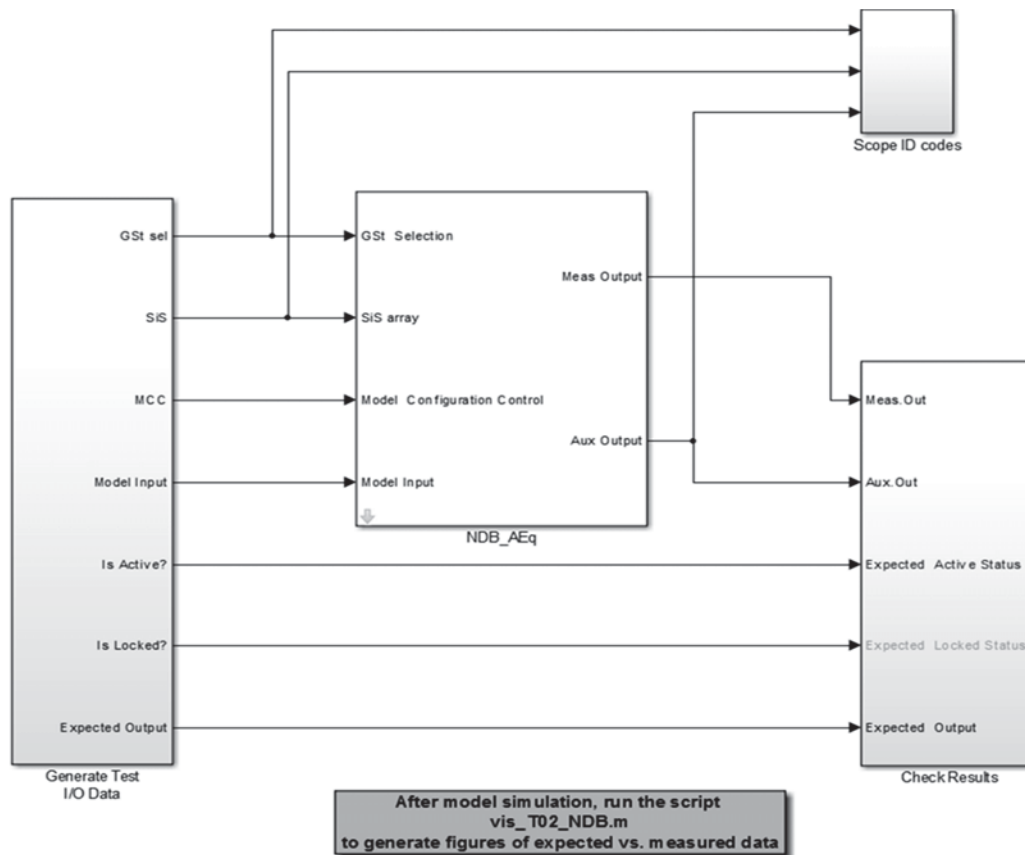 Scope ID codes
GSt sel
SiS
MCC
Model Input
Is Active?
Is Locked?
Expected Output
Generate Test
I/O Data
GSt Selection
SiS array
Model Configuration Control
Model Input
Meas Output
Aux Output
NDB_AEq
Meas.Out
Aux.Out
Expected Active Status
Expected Locked Status
Expected Output
Check Results
After model simulation, run the script
vis_T02_NDB.m
to generate figures of expected vs. measured data